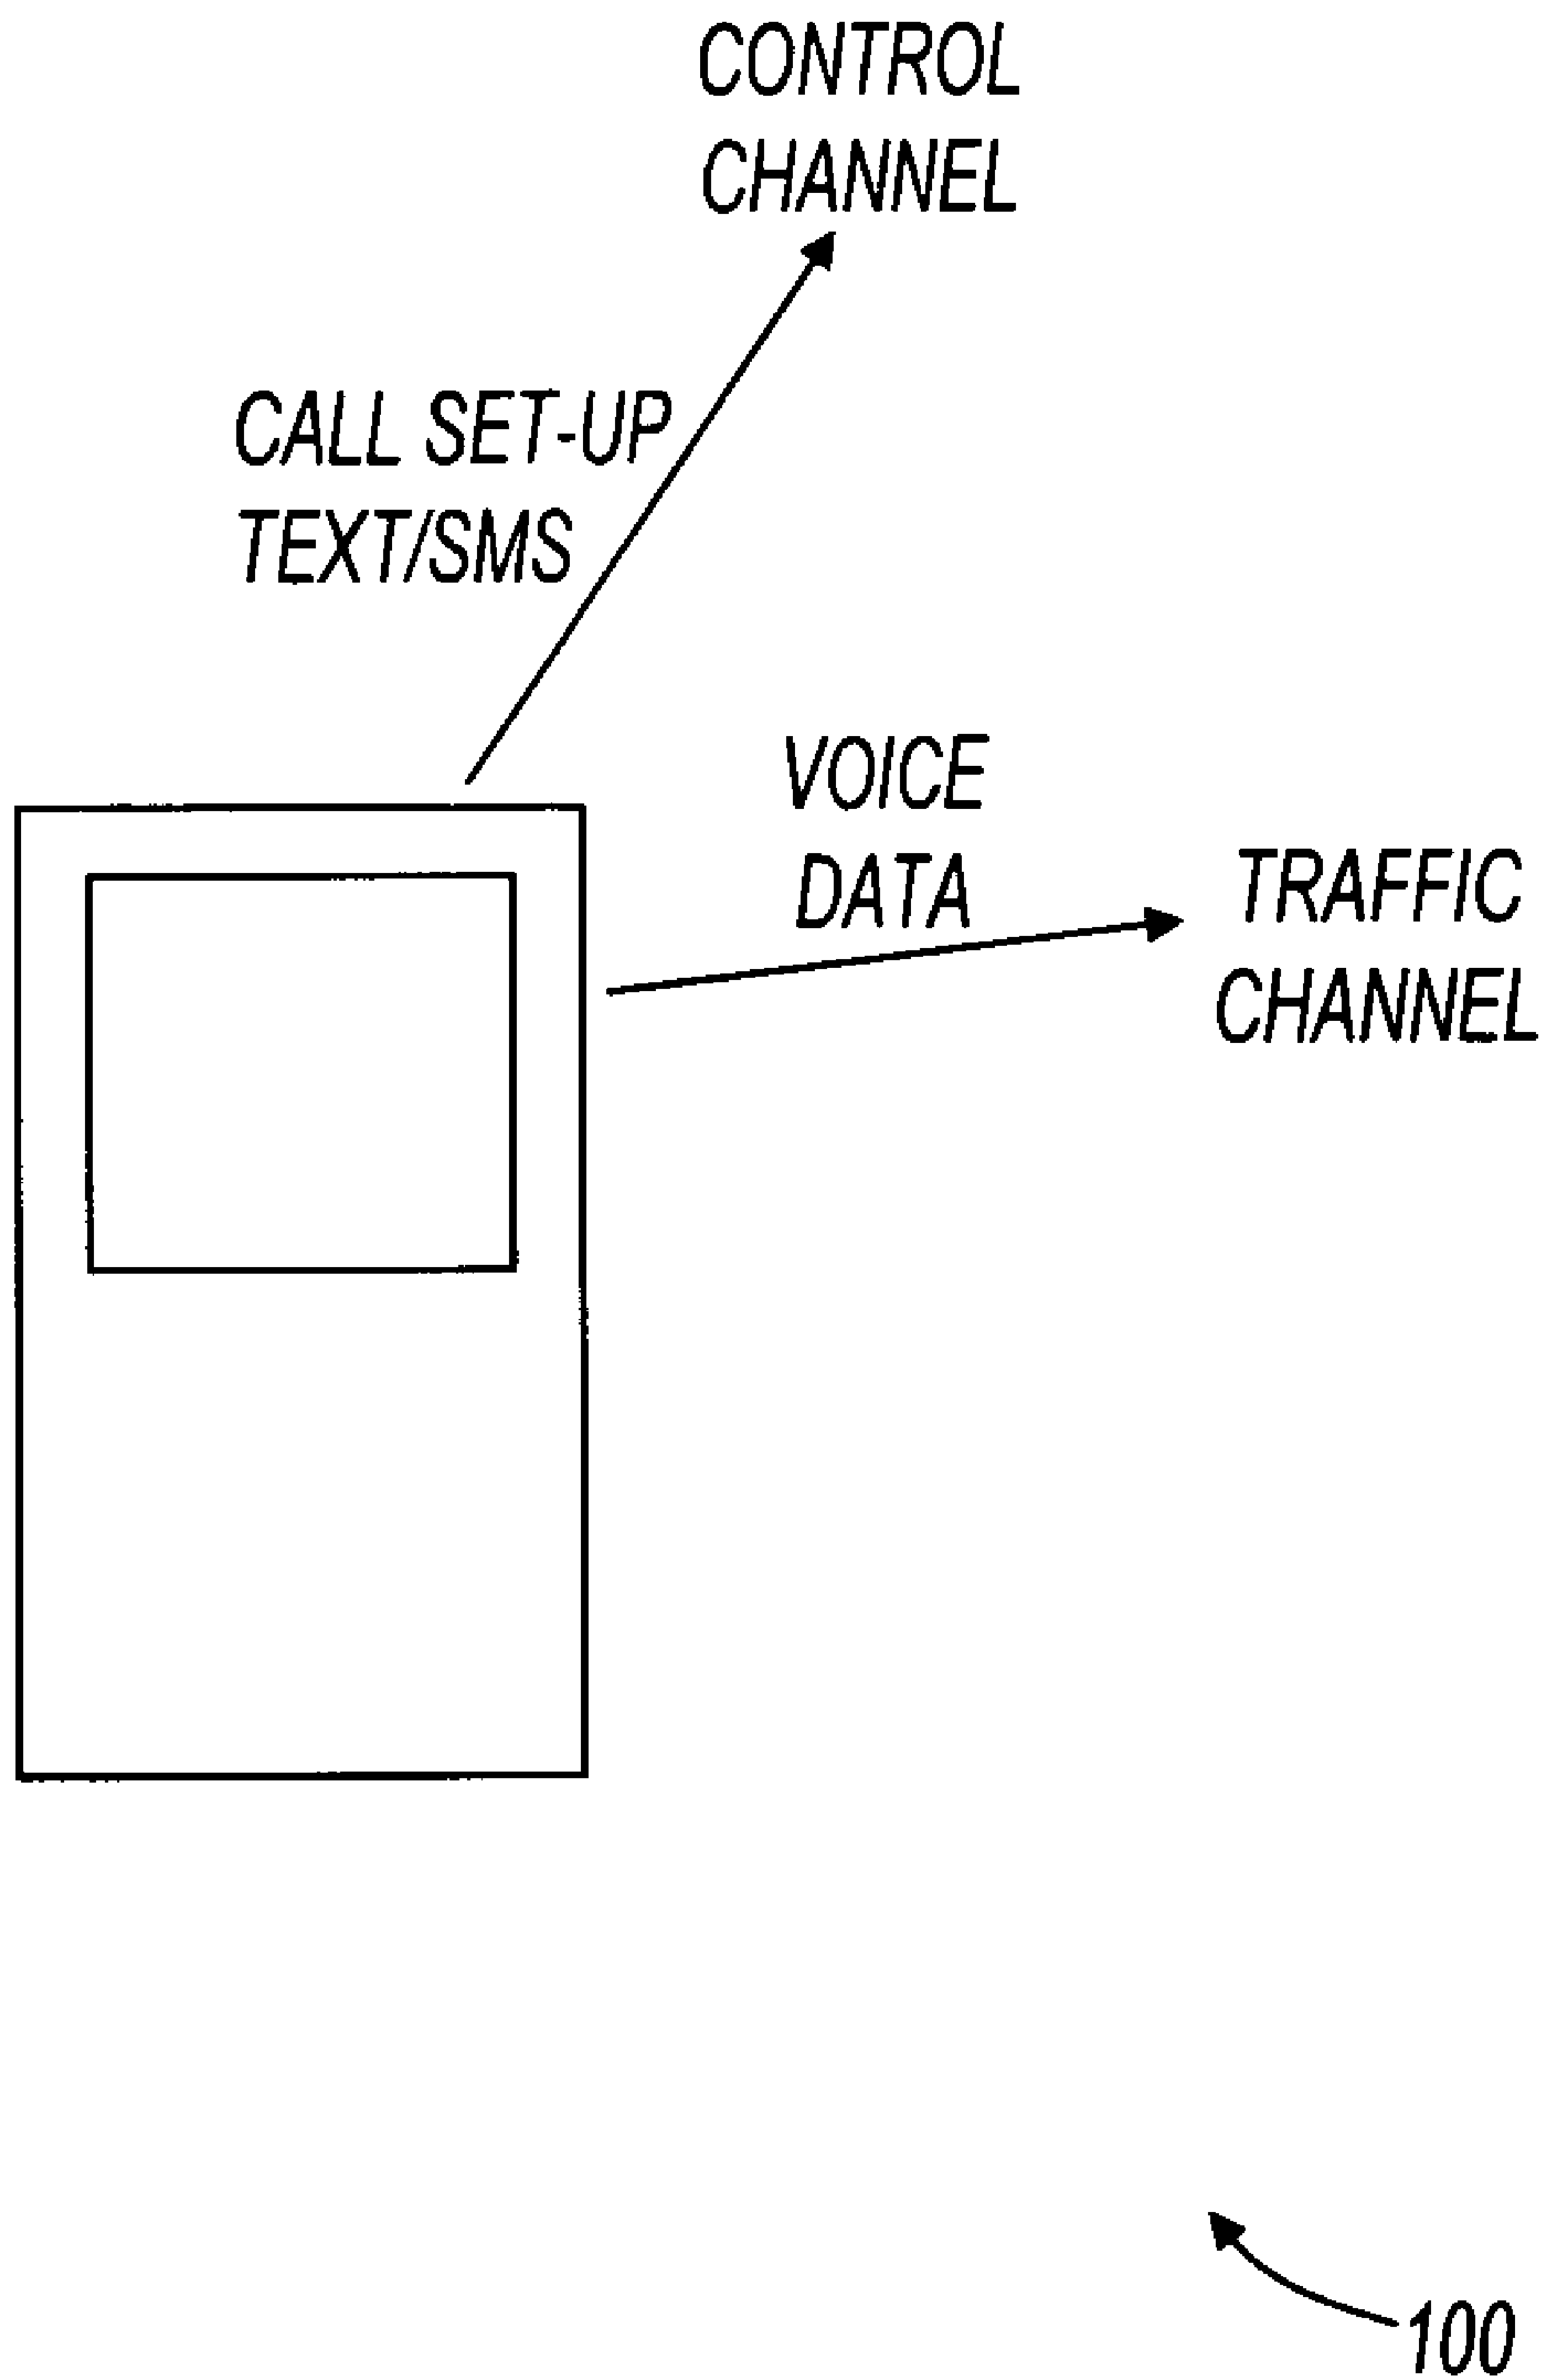 CONTROL
CHANNEL
CALL SET-UP
TEXT/SMS
VOICE
DATA
TRAFFIC
CHANNEL
100